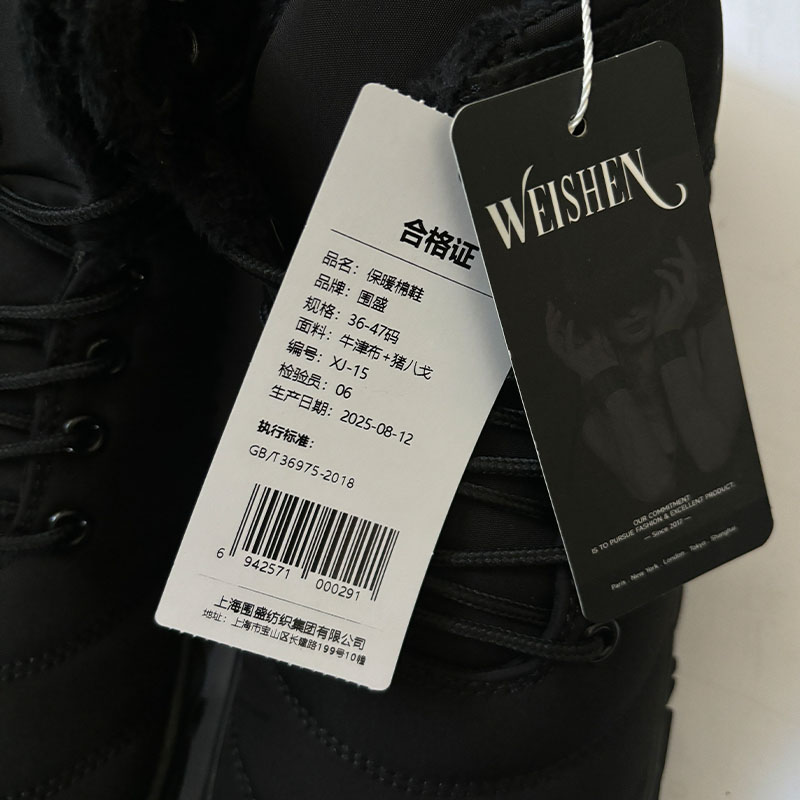 合格证
品名：保暖棉鞋
品牌：围盛
规格：36-47码
面料：牛津布+猪八戈
编号：XJ-15
检验员：06
生产日期：2025-08-12
执行标准：
GB/T36975-2018
6 942571 000291
上海围盛纺织集团有限公司
地址：上海市宝山区长建路199号10幢
WEISHEN
OUR COMMITMENT
IS TO PURSUE FASHION & EXCELLENT PRODUCT.
— Since 2017 —
Paris . New York . London . Tokyo . Shanghai